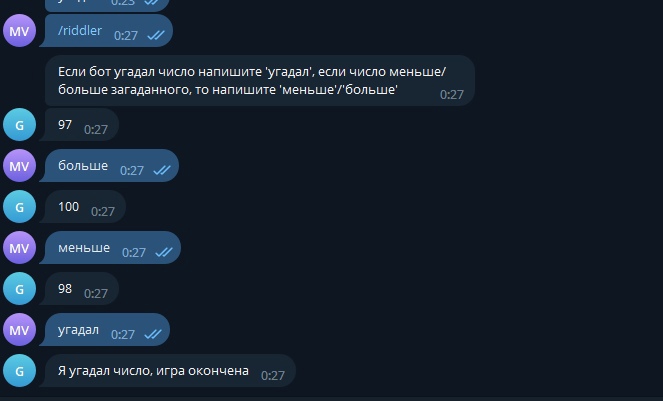 0:23
MV
/riddler 0:27
Если бот угадал число напишите 'угадал', если число меньше/
больше загаданного, то напишите 'меньше'/'больше' 0:27
G
97 0:27
MV
больше 0:27
G
100 0:27
MV
меньше 0:27
G
98 0:27
MV
угадал 0:27
G
Я угадал число, игра окончена 0:27